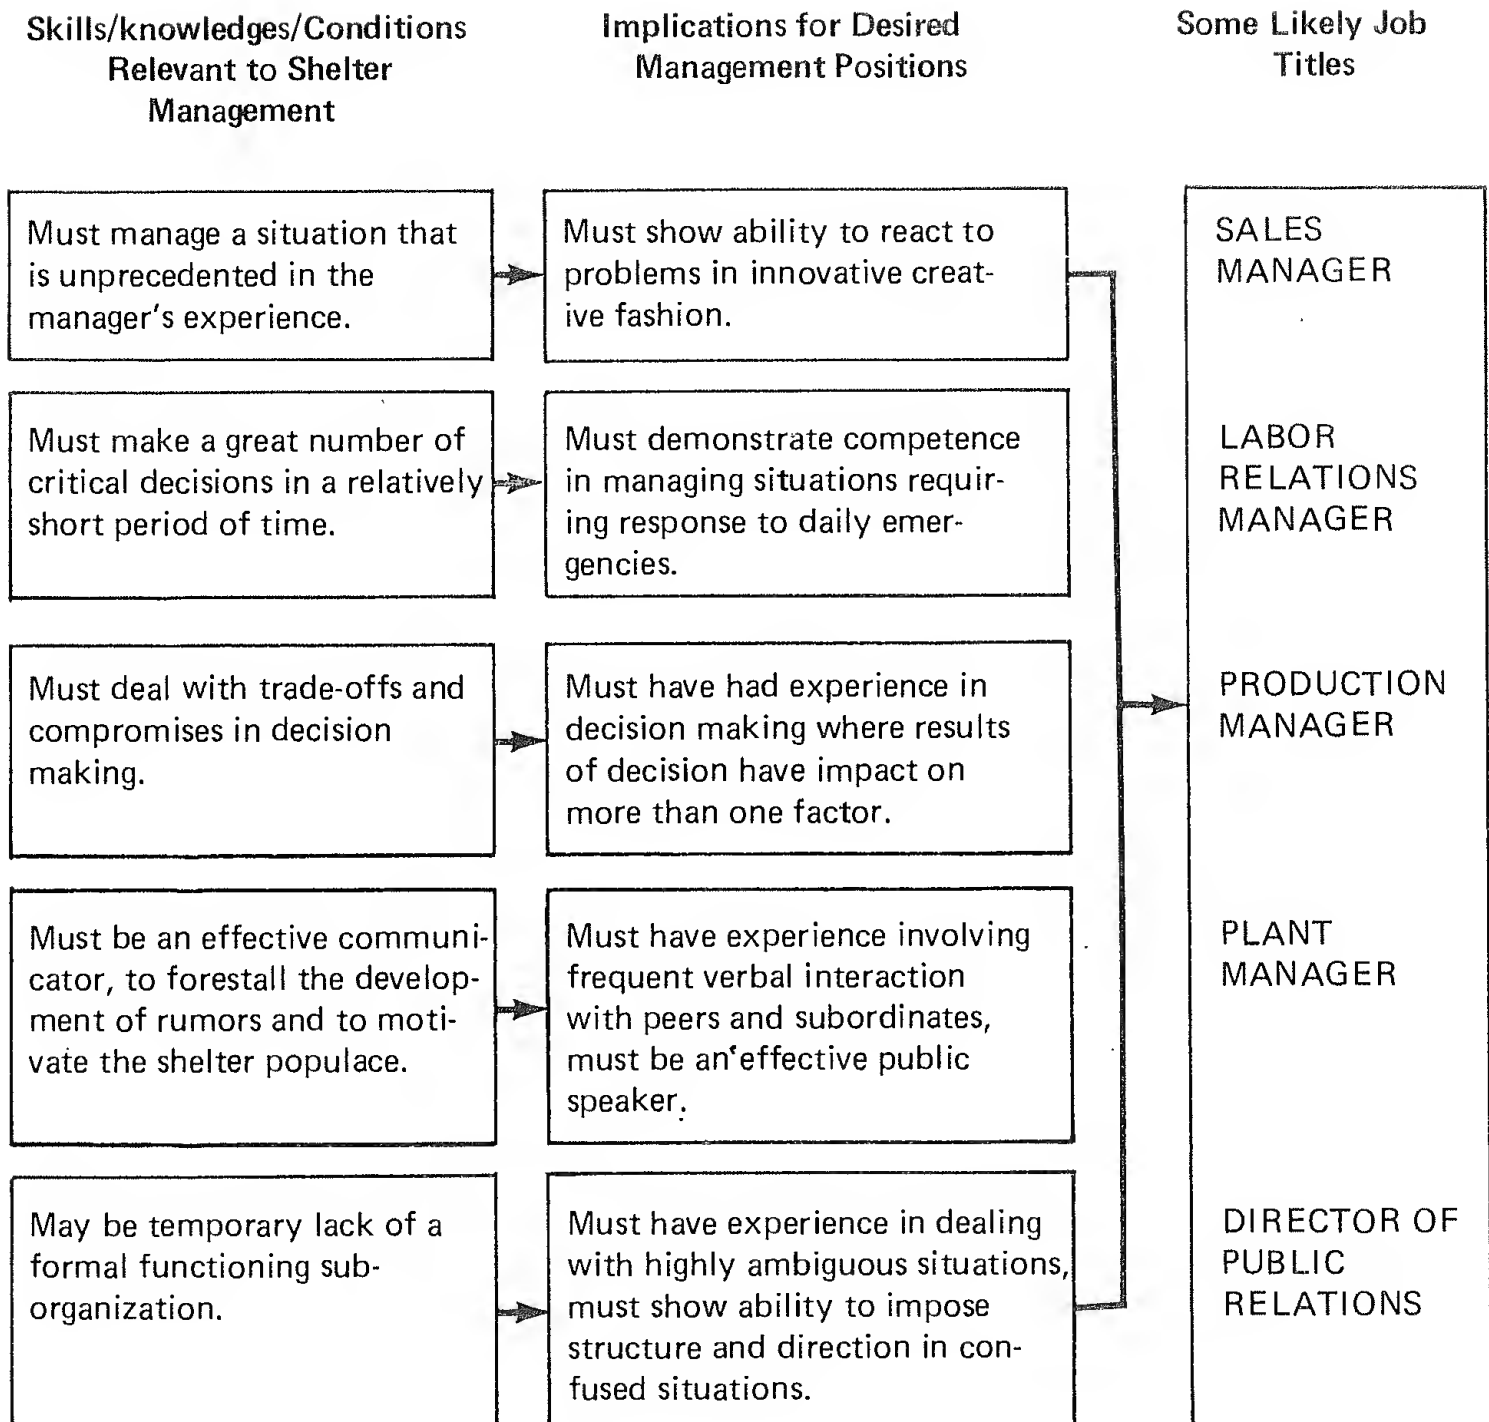 Skills/knowledges/Conditions
Relevant to Shelter
Management
Implications for Desired
Management Positions
Some Likely Job
Titles
Must manage a situation that
is unprecedented in the
manager's experience.
Must show ability to react to
problems in innovative creat-
ive fashion.
SALES
MANAGER
Must make a great number of
critical decisions in a relatively
short period of time.
Must demonstrate competence
in managing situations requir-
ing response to daily emer-
gencies.
LABOR
RELATIONS
MANAGER
Must deal with trade-offs and
compromises in decision
making.
Must have had experience in
decision making where results
of decision have impact on
more than one factor.
PRODUCTION
MANAGER
Must be an effective communi-
cator, to forestall the develop-
ment of rumors and to moti-
vate the shelter populace.
Must have experience involving
frequent verbal interaction
with peers and subordinates,
must be an effective public
speaker.
PLANT
MANAGER
May be temporary lack of a
formal functioning sub-
organization.
Must have experience in dealing
with highly ambiguous situations,
must show ability to impose
structure and direction in con-
fused situations.
DIRECTOR OF
PUBLIC
RELATIONS